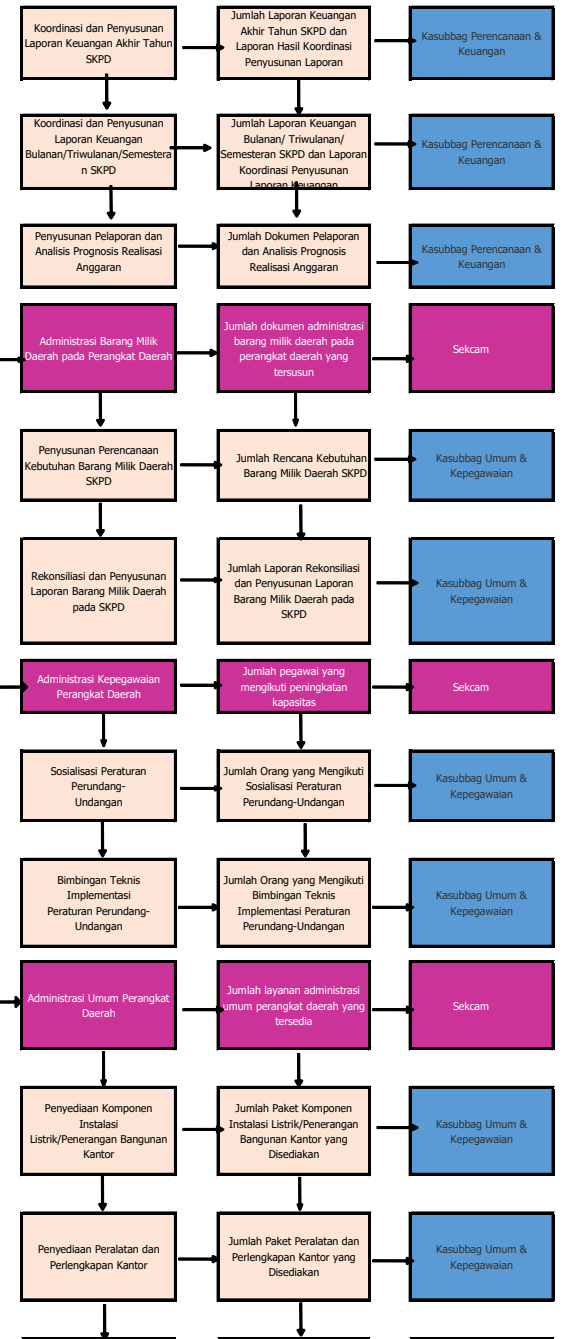 Koordinasi dan Penyusunan
Laporan Keuangan Akhir Tahun
SKPD
Jumlah Laporan Keuangan
Akhir Tahun SKPD dan
Laporan Hasil Koordinasi
Penyusunan Laporan
Kasubbag Perencanaan &
Keuangan
Koordinasi dan Penyusunan
Laporan Keuangan
Bulanan/Triwulanan/Semestera
n SKPD
Jumlah Laporan Keuangan
Bulanan/ Triwulanan/
Semesteran SKPD dan Laporan
Koordinasi Penyusunan
Laporan Keuangan
Kasubbag Perencanaan &
Keuangan
Penyusunan Pelaporan dan
Analisis Prognosis Realisasi
Anggaran
Jumlah Dokumen Pelaporan
dan Analisis Prognosis
Realisasi Anggaran
Kasubbag Perencanaan &
Keuangan
Administrasi Barang Milik
Daerah pada Perangkat Daerah
Jumlah dokumen administrasi
barang milik daerah pada
perangkat daerah yang
tersusun
Sekcam
Penyusunan Perencanaan
Kebutuhan Barang Milik Daerah
SKPD
Jumlah Rencana Kebutuhan
Barang Milik Daerah SKPD
Kasubbag Umum &
Kepegawaian
Rekonsiliasi dan Penyusunan
Laporan Barang Milik Daerah
pada SKPD
Jumlah Laporan Rekonsiliasi
dan Penyusunan Laporan
Barang Milik Daerah pada
SKPD
Kasubbag Umum &
Kepegawaian
Administrasi Kepegawaian
Perangkat Daerah
Jumlah pegawai yang
mengikuti peningkatan
kapasitas
Sekcam
Sosialisasi Peraturan
Perundang-
Undangan
Jumlah Orang yang Mengikuti
Sosialisasi Peraturan
Perundang-Undangan
Kasubbag Umum &
Kepegawaian
Bimbingan Teknis
Implementasi
Peraturan Perundang-
Undangan
Jumlah Orang yang Mengikuti
Bimbingan Teknis
Implementasi Peraturan
Perundang-Undangan
Kasubbag Umum &
Kepegawaian
Administrasi Umum Perangkat
Daerah
Jumlah layanan administrasi
umum perangkat daerah yang
tersedia
Sekcam
Penyediaan Komponen
Instalasi
Listrik/Penerangan Bangunan
Kantor
Jumlah Paket Komponen
Instalasi Listrik/Penerangan
Bangunan Kantor yang
Disediakan
Kasubbag Umum &
Kepegawaian
Penyediaan Peralatan dan
Perlengkapan Kantor
Jumlah Paket Peralatan dan
Perlengkapan Kantor yang
Disediakan
Kasubbag Umum &
Kepegawaian